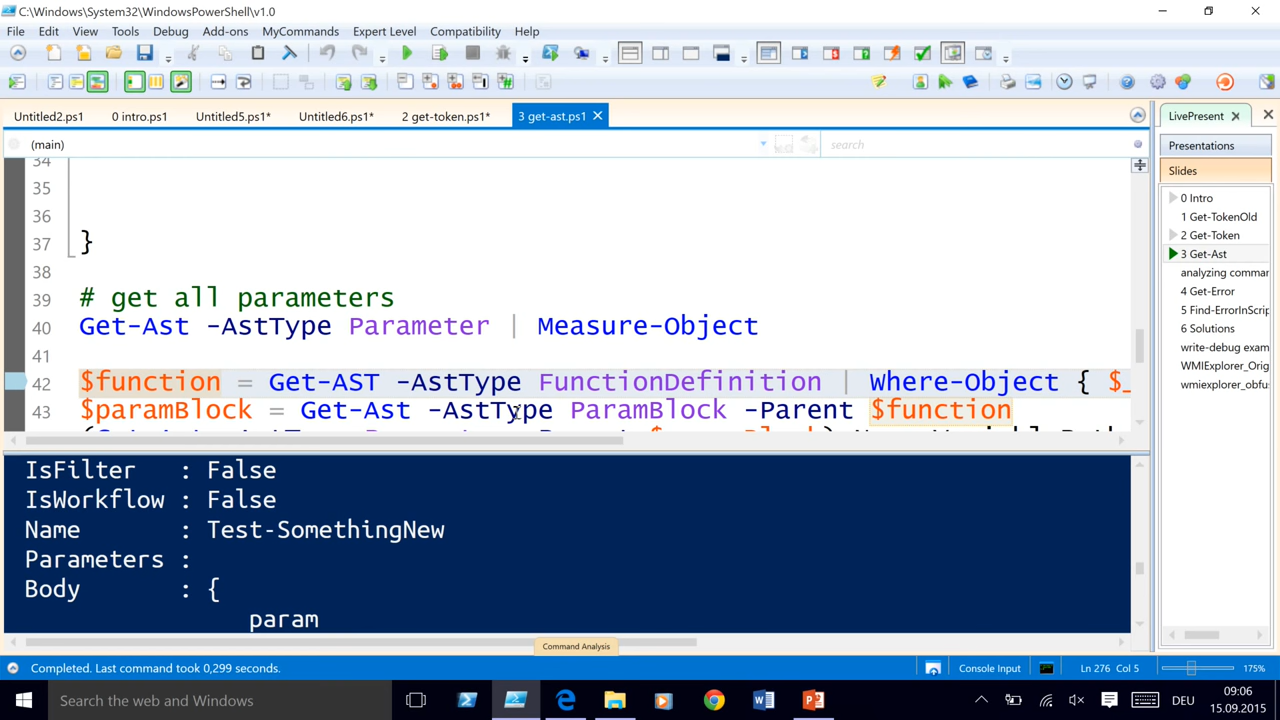 C:\Windows\System32\WindowsPowerShell\v1.0
File Edit View Tools Debug Add-ons MyCommands Expert Level Compatibility Help
Untitled2.ps1 0 intro.ps1 Untitled5.ps1* Untitled6.ps1* 2 get-token.ps1* 3 get-ast.ps1
(main) search
34
35
36
37 }
38
39 # get all parameters
40 Get-Ast -AstType Parameter | Measure-Object
41
42 $function = Get-AST -AstType FunctionDefinition | Where-Object { $_
43 $paramBlock = Get-Ast -AstType ParamBlock -Parent $function
IsFilter : False
IsWorkflow : False
Name : Test-SomethingNew
Parameters :
Body : {
param
Command Analysis
LivePresent
Presentations
Slides
0 Intro
1 Get-TokenOld
2 Get-Token
3 Get-Ast
analyzing comma
4 Get-Error
5 Find-ErrorInScrip
6 Solutions
write-debug exam
WMIExplorer_Orig
wmiexplorer_obfu
Completed. Last command took 0,299 seconds. Console Input Ln 276 Col 5 175%
Search the web and Windows DEU 09:06
15.09.2015